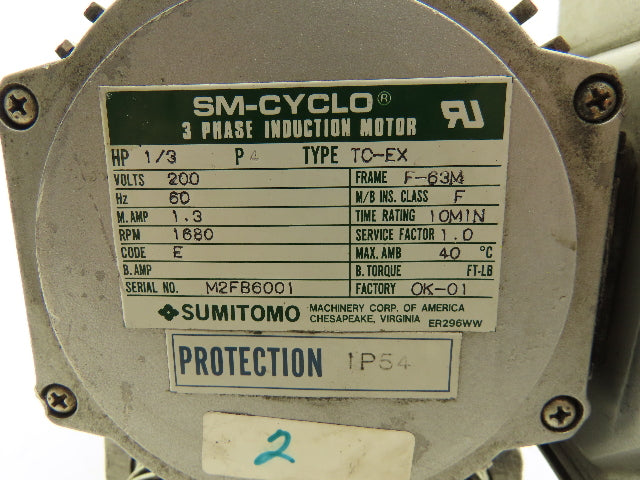 SM-CYCLO®
3 PHASE INDUCTION MOTOR
HP 1/3 P 4 TYPE TC-EX
VOLTS 200 FRAME F-63M
Hz 60 M/B INS. CLASS F
M. AMP 1.3 TIME RATING 10MIN
RPM 1680 SERVICE FACTOR 1.0
CODE E MAX. AMB 40 °C
B. AMP B. TORQUE FT-LB
SERIAL NO. M2FB6001 FACTORY OK-01
SUMITOMO MACHINERY CORP. OF AMERICA
CHESAPEAKE, VIRGINIA ER296WW
PROTECTION IP54
2